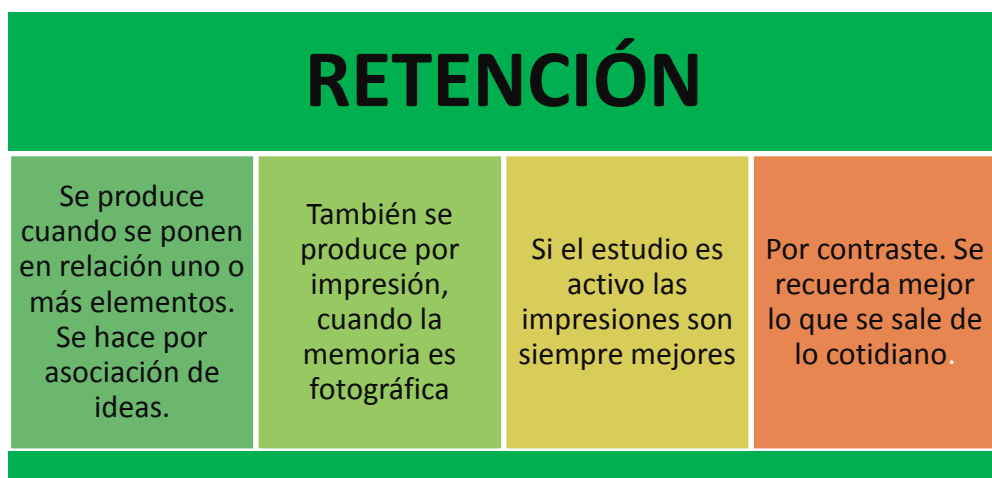 RETENCIÓN
Se produce
cuando se ponen
en relación uno o
más elementos.
Se hace por
asociación de
ideas.
También se
produce por
impresión,
cuando la
memoria es
fotográfica
Si el estudio es
activo las
impresiones son
siempre mejores
Por contraste. Se
recuerda mejor
lo que se sale de
lo cotidiano.